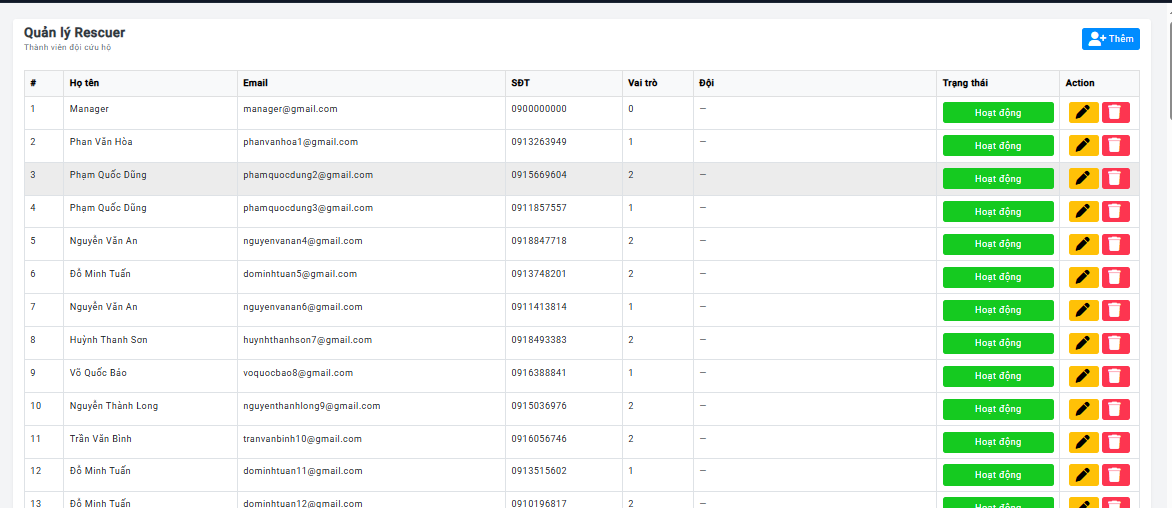 Quản lý Rescuer
Thành viên đội cứu hộ
Thêm
# Họ tên Email SĐT Vai trò Đội Trạng thái Action
1 Manager manager@gmail.com 0900000000 0 — Hoạt động
2 Phan Văn Hòa phanvanhoa1@gmail.com 0913263949 1 — Hoạt động
3 Phạm Quốc Dũng phamquocdung2@gmail.com 0915669604 2 — Hoạt động
4 Phạm Quốc Dũng phamquocdung3@gmail.com 0911857557 1 — Hoạt động
5 Nguyễn Văn An nguyenvanan4@gmail.com 0918847718 2 — Hoạt động
6 Đỗ Minh Tuấn dominhtuan5@gmail.com 0913748201 2 — Hoạt động
7 Nguyễn Văn An nguyenvanan6@gmail.com 0911413814 1 — Hoạt động
8 Huỳnh Thanh Sơn huynhthanhson7@gmail.com 0918493383 2 — Hoạt động
9 Võ Quốc Bảo voquocbao8@gmail.com 0916388841 1 — Hoạt động
10 Nguyễn Thành Long nguyenthanhlong9@gmail.com 0915036976 2 — Hoạt động
11 Trần Văn Bình tranvanbinh10@gmail.com 0916056746 2 — Hoạt động
12 Đỗ Minh Tuấn dominhtuan11@gmail.com 0913515602 1 — Hoạt động
13 Đỗ Minh Tuấn dominhtuan12@gmail.com 0910196817 2 — Hoạt động